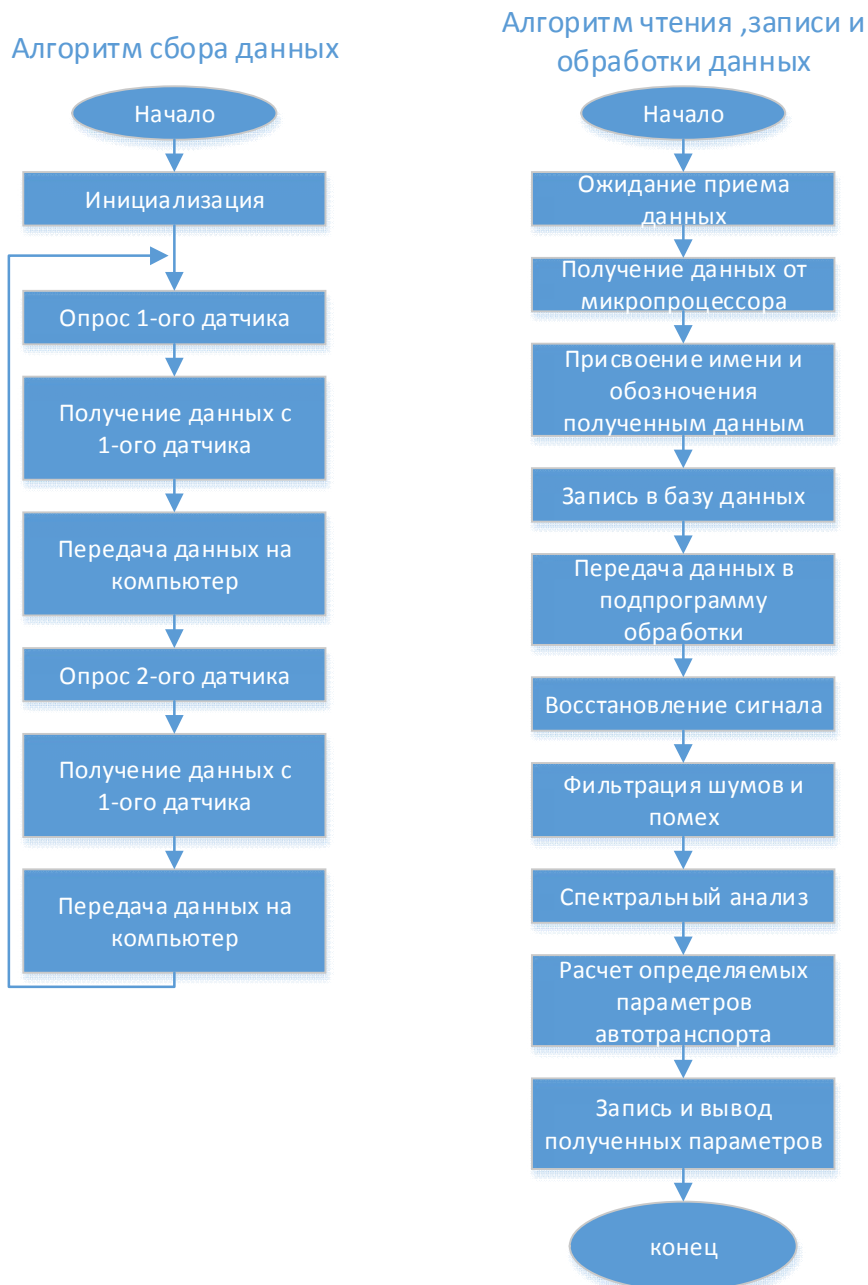 Алгоритм сбора данных
Начало
Инициализация
Опрос 1-ого датчика
Получение данных с
1-ого датчика
Передача данных на
компьютер
Опрос 2-ого датчика
Получение данных с
1-ого датчика
Передача данных на
компьютер
Алгоритм чтения ,записи и
обработки данных
Начало
Ожидание приема
данных
Получение данных от
микропроцессора
Присвоение имени и
обозночения
полученным данным
Запись в базу данных
Передача данных в
подпрограмму
обработки
Восстановление сигнала
Фильтрация шумов и
помех
Спектральный анализ
Расчет определяемых
параметров
автотранспорта
Запись и вывод
полученных параметров
конец